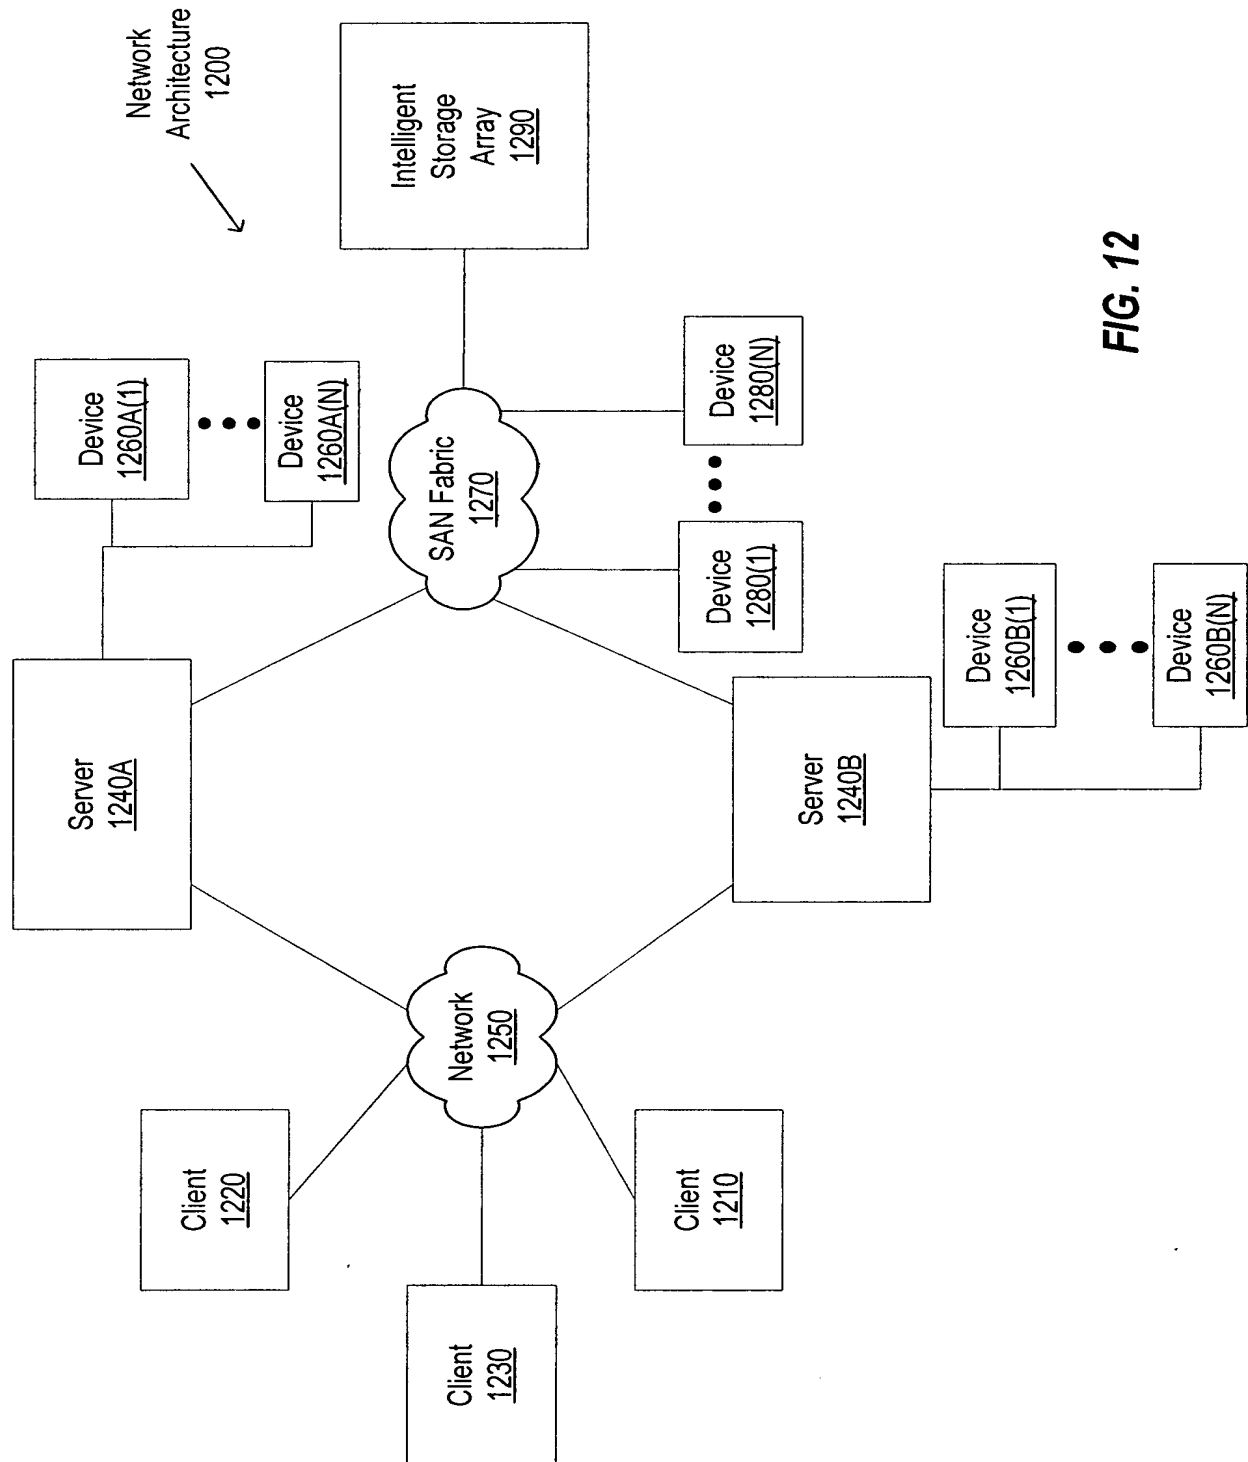 Network
Architecture
1200
Device
1260A(1)
Device
1260A(N)
Intelligent
Storage
Array
1290
Server
1240A
SAN Fabric
1270
Device
1280(1)
Device
1280(N)
Client
1220
Network
1250
Client
1230
Client
1210
Server
1240B
Device
1260B(1)
Device
1260B(N)
FIG. 12